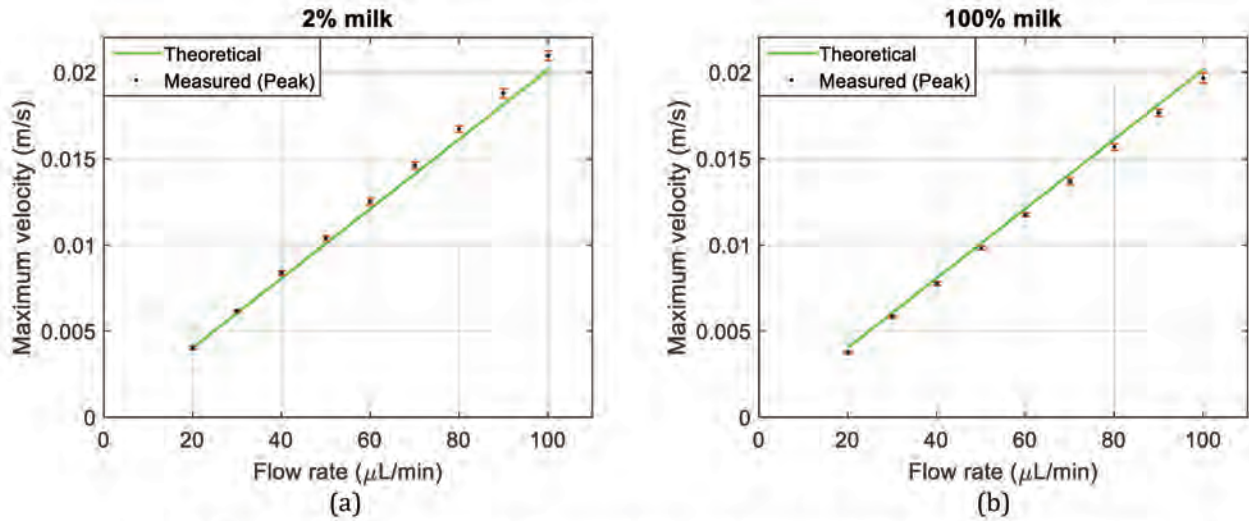 2% milk
Theoretical
Measured (Peak)
0.02
0.015
0.01
0.005
0
Maximum velocity (m/s)
0 20 40 60 80 100
Flow rate (μL/min)
(a)
100% milk
Theoretical
Measured (Peak)
0.02
0.015
0.01
0.005
0
Maximum velocity (m/s)
0 20 40 60 80 100
Flow rate (μL/min)
(b)